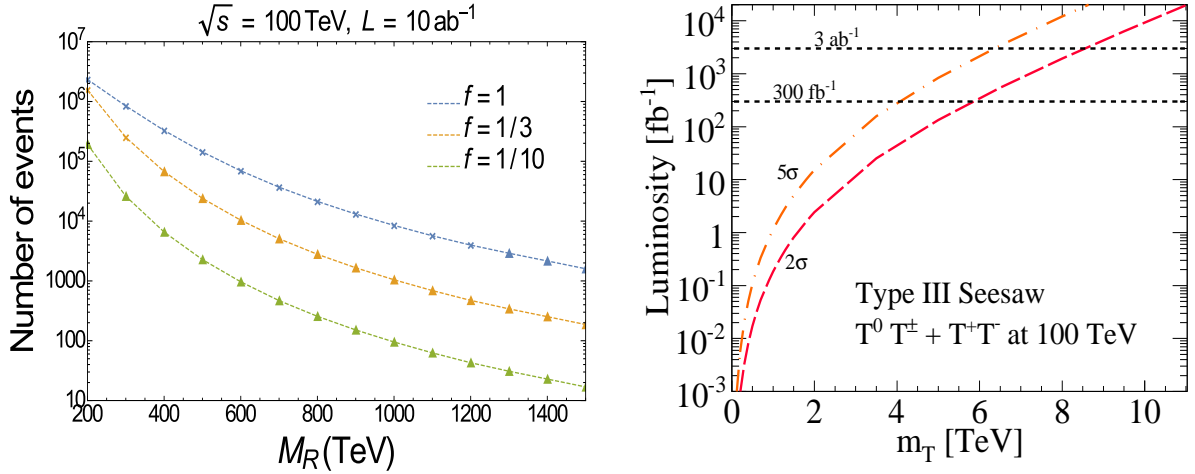 √s = 100 TeV, L = 10 ab⁻¹
Number of events
10⁷
10⁶
10⁵
10⁴
1000
100
10
f = 1
f = 1/3
f = 1/10
200 400 600 800 1000 1200 1400
M_R (TeV)
Luminosity [fb⁻¹]
10⁴
10³
10²
10
1
10⁻¹
10⁻²
10⁻³
3 ab⁻¹
300 fb⁻¹
5σ
2σ
Type III Seesaw
T⁰ T± + T⁺T⁻ at 100 TeV
0 2 4 6 8 10
m_T [TeV]